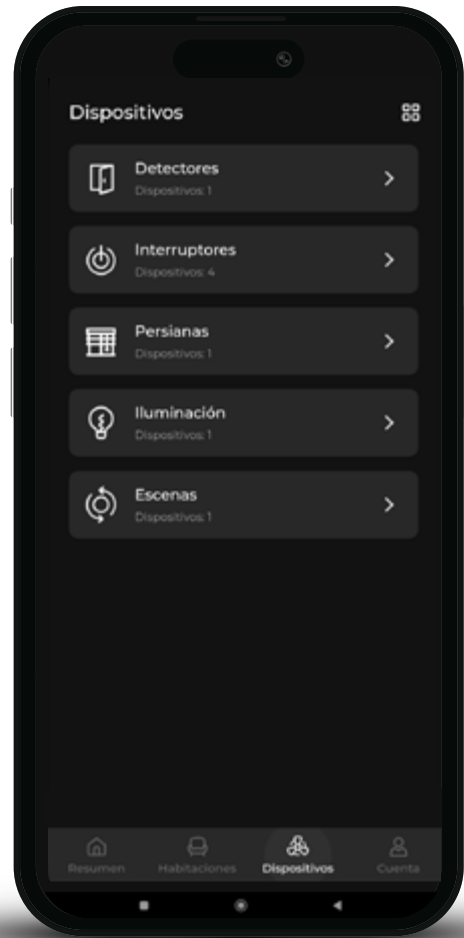 Dispositivos
Detectores
Dispositivos: 1
Interruptores
Dispositivos: 4
Persianas
Dispositivos: 1
Iluminación
Dispositivos: 1
Escenas
Dispositivos: 1
Resumen Habitaciones Dispositivos Cuenta